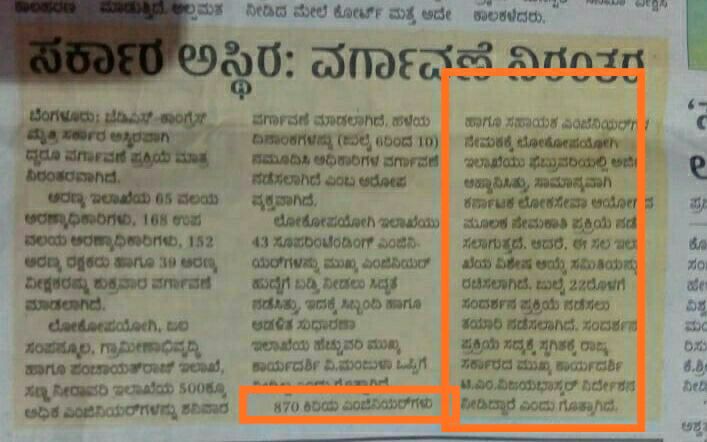 ಕಾಲಹರಣ ಮಾಡುತ್ತಿದೆ. ಅಲ್ಪಮತ
ನೀಡಿದ ಮೇಲೆ ಕೋರ್ಟ್ ಮತ್ತ ಅದೇ
ಕಾಲಕಳೆದರು.
ಸರ್ಕಾರ ಅಸ್ಥಿರ: ವರ್ಗಾವಣೆ ನಿರಂತರ
ಬೆಂಗಳೂರು: ಜೆಡಿಎಸ್-ಕಾಂಗ್ರೆಸ್
ಮೈತ್ರಿ ಸರ್ಕಾರ ಅಸ್ಥಿರವಾಗಿ
ದ್ದರೂ ವರ್ಗಾವಣೆ ಪ್ರಕ್ರಿಯೆ ಮಾತ್ರ
ನಿರಂತರವಾಗಿದೆ.
ಅರಣ್ಯ ಇಲಾಖೆಯ 65 ವಲಯ
ಅರಣ್ಯಾಧಿಕಾರಿಗಳು, 168 ಉಪ
ವಲಯ ಅರಣ್ಯಾಧಿಕಾರಿಗಳು, 152
ಅರಣ್ಯ ರಕ್ಷಕರು ಹಾಗೂ 39 ಅರಣ್ಯ
ವೀಕ್ಷಕರನ್ನು ಶುಕ್ರವಾರ ವರ್ಗಾವಣೆ
ಮಾಡಲಾಗಿದೆ.
ಲೋಕೋಪಯೋಗಿ, ಜಲ
ಸಂಪನ್ಮೂಲ, ಗ್ರಾಮೀಣಾಭಿವೃದ್ಧಿ
ಹಾಗೂ ಪಂಚಾಯತ್‌ರಾಜ್ ಇಲಾಖೆ,
ಸಣ್ಣ ನೀರಾವರಿ ಇಲಾಖೆಯ 500ಕ್ಕೂ
ಅಧಿಕ ಎಂಜಿನಿಯರ್‌ಗಳನ್ನು ಶನಿವಾರ
ವರ್ಗಾವಣೆ ಮಾಡಲಾಗಿದೆ. ಹಳೆಯ
ದಿನಾಂಕಗಳನ್ನು (ಜುಲೈ 6ರಿಂದ 10)
ನಮೂದಿಸಿ ಅಧಿಕಾರಿಗಳ ವರ್ಗಾವಣೆ
ನಡೆಸಲಾಗಿದೆ ಎಂಬ ಆರೋಪ
ವ್ಯಕ್ತವಾಗಿದೆ.
ಲೋಕೋಪಯೋಗಿ ಇಲಾಖೆಯು
43 ಸೂಪರಿಂಟೆಂಡಿಂಗ್ ಎಂಜಿನಿ-
ಯರ್‌ಗಳನ್ನು ಮುಖ್ಯ ಎಂಜಿನಿಯರ್
ಹುದ್ದೆಗೆ ಬಡ್ತಿ ನೀಡಲು ಸಿದ್ಧತೆ
ನಡೆಸಿತ್ತು, ಇದಕ್ಕೆ ಸಿಬ್ಬಂದಿ ಹಾಗೂ
ಆಡಳಿತ ಸುಧಾರಣಾ
ಇಲಾಖೆಯ ಹೆಚ್ಚುವರಿ ಮುಖ್ಯ
ಕಾರ್ಯದರ್ಶಿ ವಿ.ಮಂಜುಳಾ ಒಪ್ಪಿಗೆ
ನೀಡಿಲ್ಲ ಎಂದು ಗೊತ್ತಾಗಿದೆ
870 ಕಿರಿಯ ಎಂಜಿನಿಯರ್‌ಗಳು
ಹಾಗೂ ಸಹಾಯಕ ಎಂಜಿನಿಯರ್‌ಗಳ
ನೇಮಕಕ್ಕೆ ಲೋಕೋಪಯೋಗಿ
ಇಲಾಖೆಯು ಫೆಬ್ರುವರಿಯಲ್ಲಿ ಅರ್ಜಿ
ಆಹ್ವಾನಿಸಿತ್ತು, ಸಾಮಾನ್ಯವಾಗಿ
ಕರ್ನಾಟಕ ಲೋಕಸೇವಾ ಆಯೋಗದ
ಮೂಲಕ ನೇಮಕಾತಿ ಪ್ರಕ್ರಿಯೆ ನಡೆ
ಸಲಾಗುತ್ತದೆ. ಆದರೆ, ಈ ಸಲ ಇಲಾ
ಖೆಯ ವಿಶೇಷ ಆಯ್ಕೆ ಸಮಿತಿಯನ್ನು
ರಚಿಸಲಾಗಿದೆ. ಜುಲೈ 22ರೊಳಗೆ
ಸಂದರ್ಶನ ಪ್ರಕ್ರಿಯೆ ನಡೆಸಲು
ತಯಾರಿ ನಡೆಸಲಾಗಿದೆ. ಸಂದರ್ಶನ
ಪ್ರಕ್ರಿಯೆ ಸದ್ಯಕ್ಕೆ ಸ್ಥಗಿತಕ್ಕೆ ರಾಜ್ಯ
ಸರ್ಕಾರದ ಮುಖ್ಯ ಕಾರ್ಯದರ್ಶಿ
ಟಿ.ಎಂ.ವಿಜಯಭಾಸ್ಕರ್ ನಿರ್ದೇಶನ
ನೀಡಿದ್ದಾರೆ ಎಂದು ಗೊತ್ತಾಗಿದೆ.